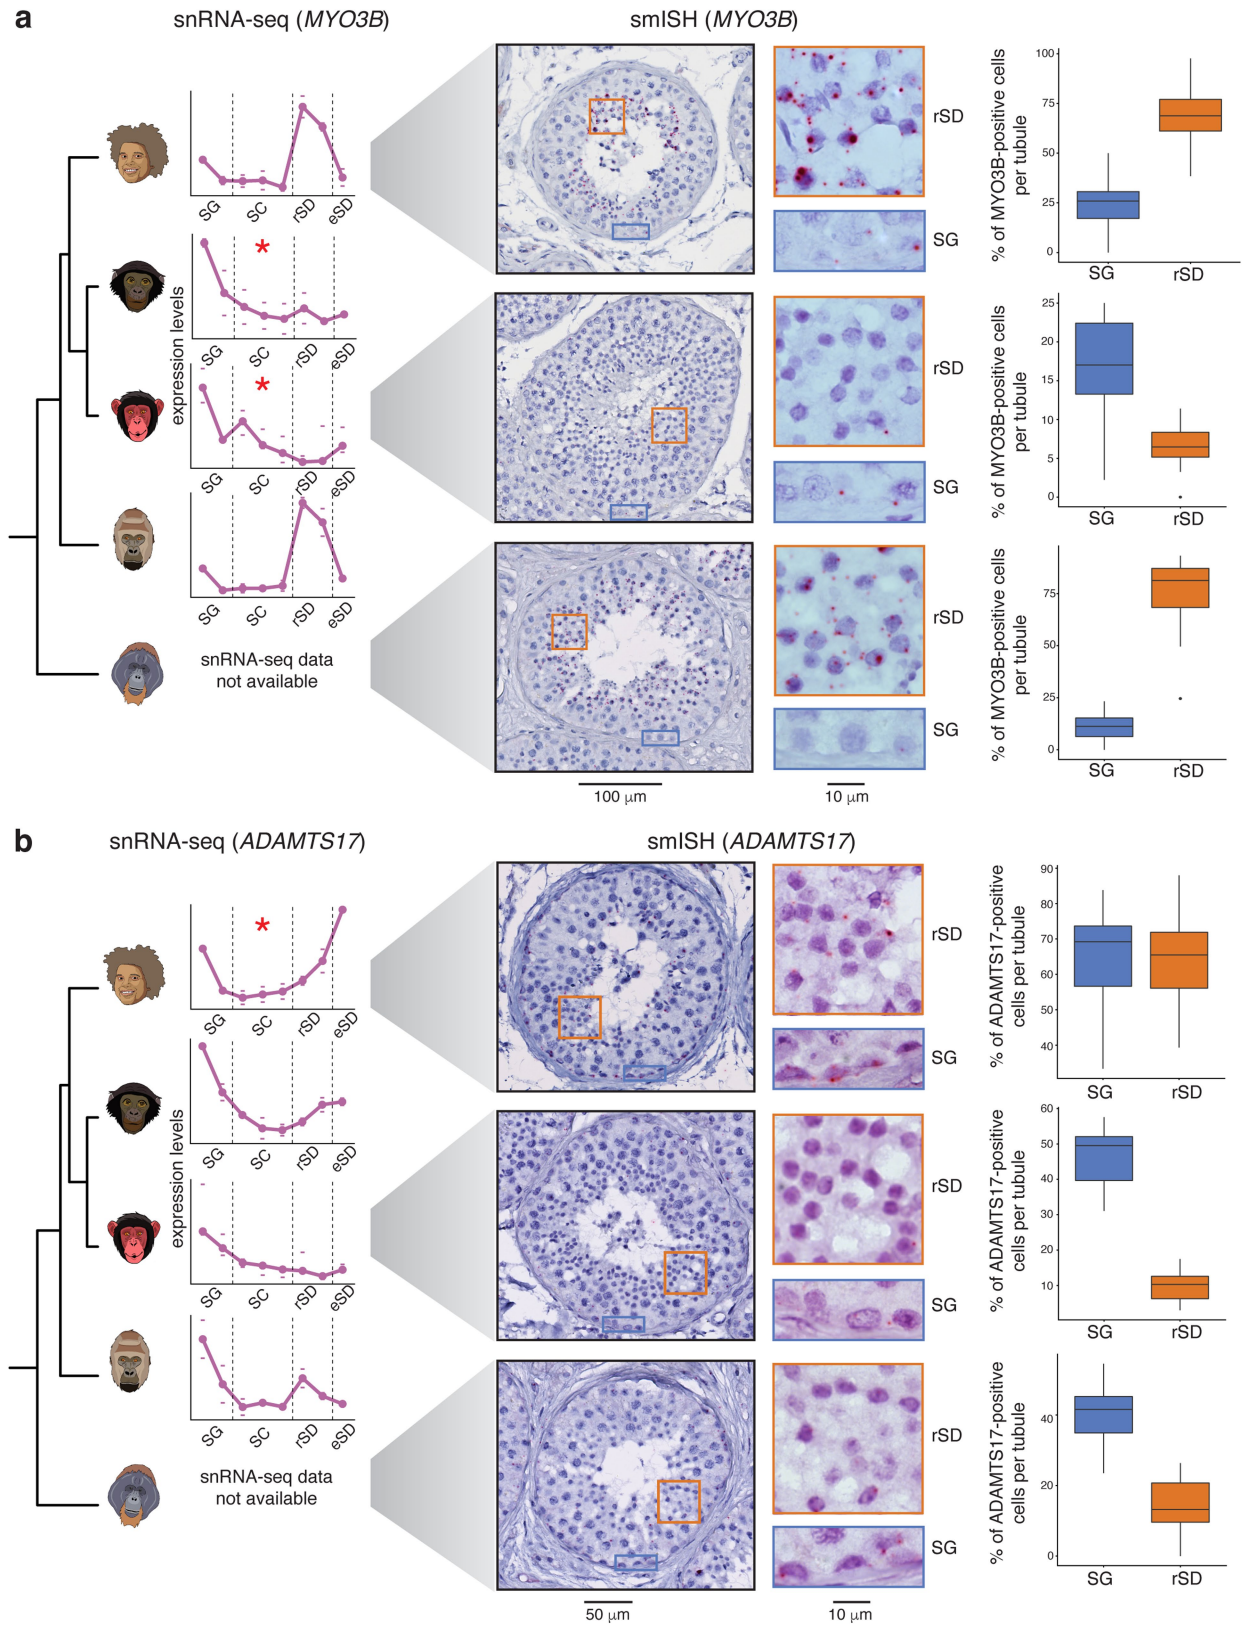 a
snRNA-seq (MYO3B)
smISH (MYO3B)
expression levels
SG
SC
rSD
eSD
*
SG
SC
rSD
eSD
*
SG
SC
rSD
eSD
SG
SC
rSD
eSD
snRNA-seq data
not available
rSD
SG
rSD
SG
rSD
SG
100 µm
10 µm
% of MYO3B-positive cells
per tubule
100
75
50
25
0
SG
rSD
% of MYO3B-positive cells
per tubule
25
20
15
10
5
0
SG
rSD
% of MYO3B-positive cells
per tubule
75
50
25
0
SG
rSD
b
snRNA-seq (ADAMTS17)
smISH (ADAMTS17)
expression levels
*
SG
SC
rSD
eSD
SG
SC
rSD
eSD
SG
SC
rSD
eSD
SG
SC
rSD
eSD
snRNA-seq data
not available
rSD
SG
rSD
SG
rSD
SG
50 µm
10 µm
% of ADAMTS17-positive
cells per tubule
90
80
70
60
50
40
SG
rSD
% of ADAMTS17-positive
cells per tubule
60
50
40
30
20
10
SG
rSD
% of ADAMTS17-positive
cells per tubule
40
20
0
SG
rSD